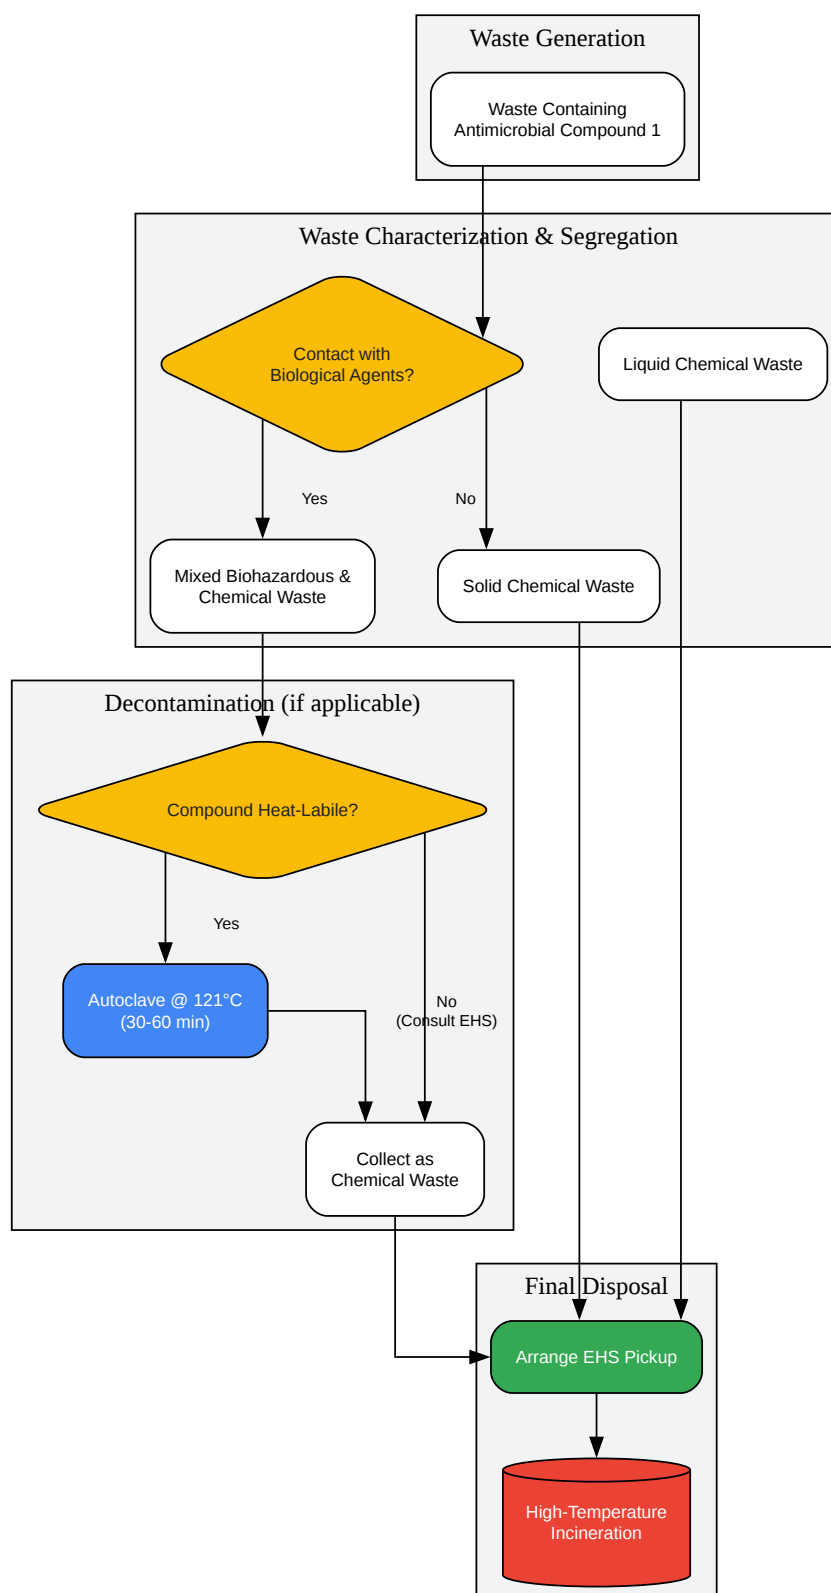 Waste Generation
Waste Containing
Antimicrobial Compound 1
Waste Characterization & Segregation
Contact with
Biological Agents?
Liquid Chemical Waste
Yes
No
Mixed Biohazardous &
Chemical Waste
Solid Chemical Waste
Decontamination (if applicable)
Compound Heat-Labile?
Yes
Autoclave @ 121°C
(30-60 min)
No
(Consult EHS)
Collect as
Chemical Waste
Final Disposal
Arrange EHS Pickup
High-Temperature
Incineration